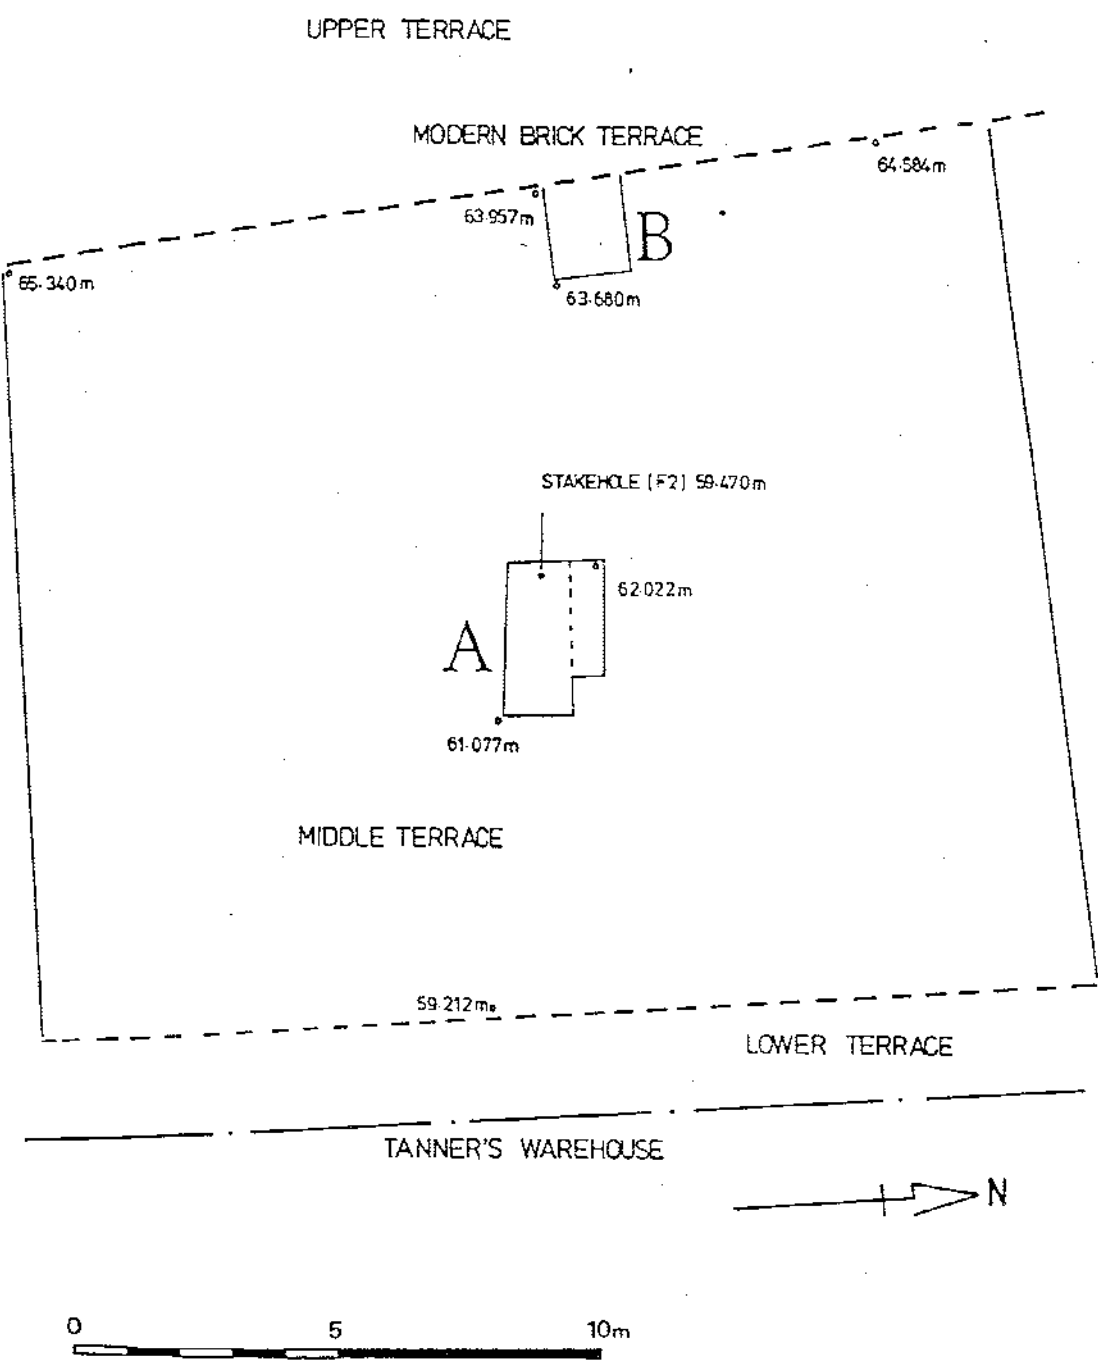 UPPER TERRACE
MODERN BRICK TERRACE
64·584m
63·957m
B
65·340m
63·680m
STAKEHOLE (F2) 59·470m
62·022m
A
61·077m
MIDDLE TERRACE
59·212m
LOWER TERRACE
TANNER'S WAREHOUSE
N
0 5 10m